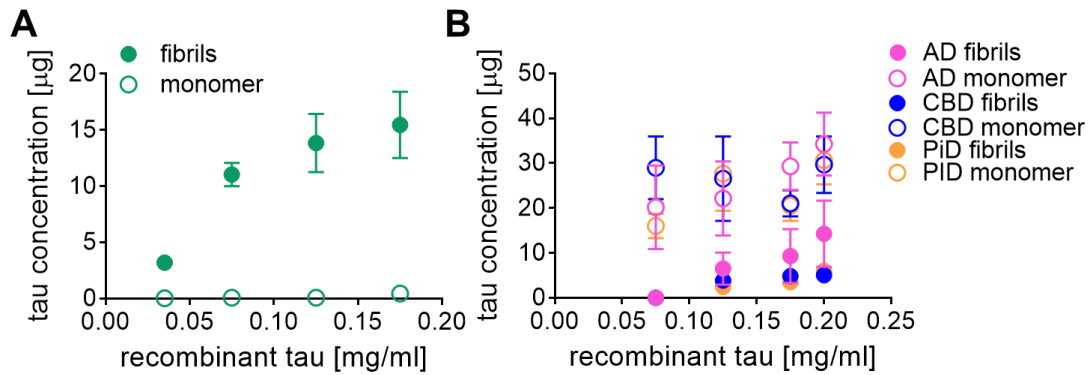 A
fibrils
monomer
tau concentration [μg]
20
15
10
5
0
0.00 0.05 0.10 0.15 0.20
recombinant tau [mg/ml]
B
tau concentration [μg]
50
40
30
20
10
0
0.00 0.05 0.10 0.15 0.20 0.25
recombinant tau [mg/ml]
AD fibrils
AD monomer
CBD fibrils
CBD monomer
PiD fibrils
PID monomer